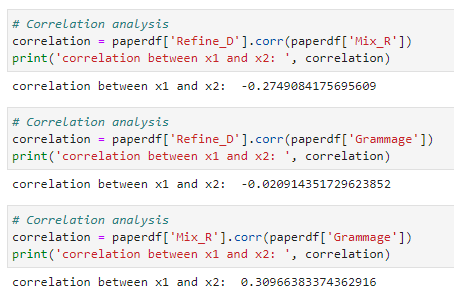 # Correlation analysis
correlation = paperdf['Refine_D'].corr(paperdf['Mix_R'])
print('correlation between x1 and x2: ', correlation)
correlation between x1 and x2:  -0.2749084175695609
# Correlation analysis
correlation = paperdf['Refine_D'].corr(paperdf['Grammage'])
print('correlation between x1 and x2: ', correlation)
correlation between x1 and x2:  -0.020914351729623852
# Correlation analysis
correlation = paperdf['Mix_R'].corr(paperdf['Grammage'])
print('correlation between x1 and x2: ', correlation)
correlation between x1 and x2:  0.30966383374362916